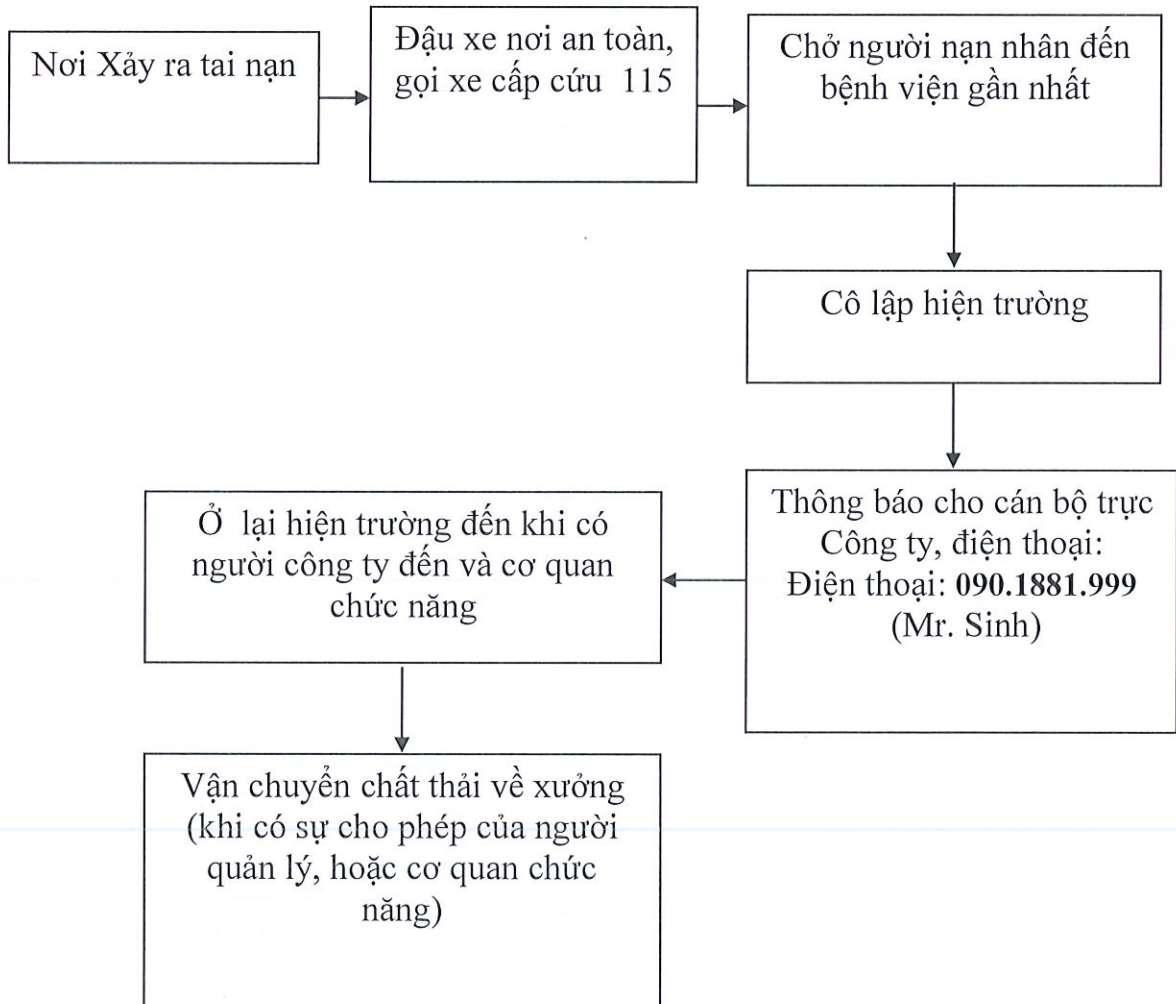 Nơi Xảy ra tai nạn
Đậu xe nơi an toàn,
gọi xe cấp cứu 115
Chở người nạn nhân đến
bệnh viện gần nhất
Cô lập hiện trường
Thông báo cho cán bộ trực
Công ty, điện thoại:
Điện thoại: 090.1881.999
(Mr. Sinh)
Ở lại hiện trường đến khi có
người công ty đến và cơ quan
chức năng
Vận chuyển chất thải về xưởng
(khi có sự cho phép của người
quản lý, hoặc cơ quan chức
năng)